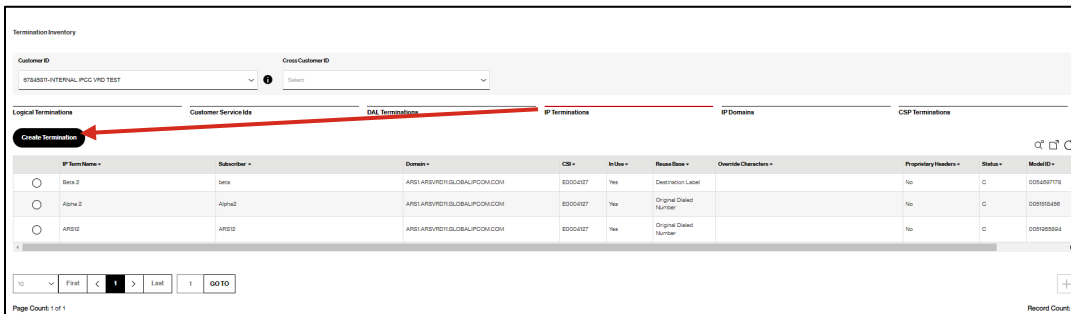 Termination Inventory
Customer ID Cross Customer ID
67845811-INTERNAL IPCC VRD TEST Select
Logical Terminations Customer Service Ids DAL Terminations IP Terminations IP Domains CSP Terminations
Create Termination
IP Term Name Subscriber Domain CSI In Use Reuse Base Override Characters Proprietary Headers Status Model ID
Beta 2 beta ARS1.ARSVRD11.GLOBALIPCOM.COM E0004127 Yes Destination Label No C 0054697178
Alpha 2 Alpha2 ARS1.ARSVRD11.GLOBALIPCOM.COM E0004127 Yes Original Dialed Number No C 0051518456
ARS12 ARS12 ARS1.ARSVRD11.GLOBALIPCOM.COM E0004127 Yes Original Dialed Number No C 0051955894
10 First < 1 > Last 1 GO TO
Page Count: 1 of 1 Record Count: